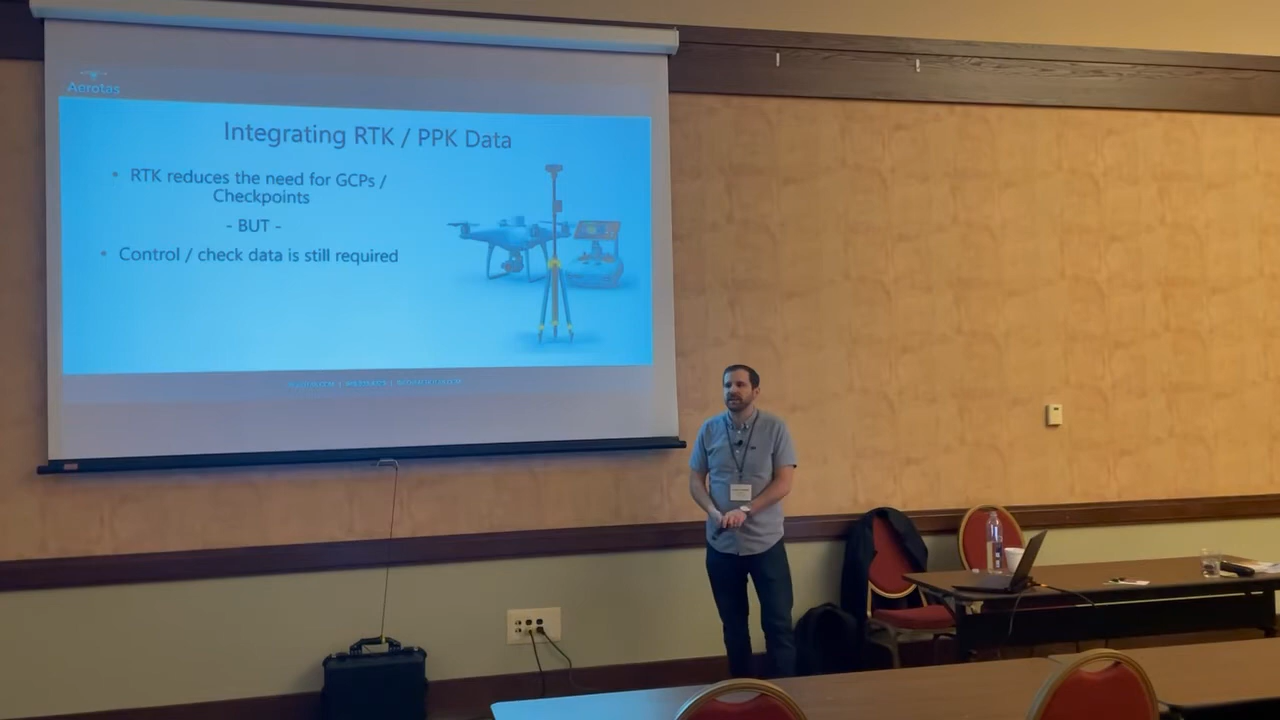 Aerotas
Integrating RTK / PPK Data
• RTK reduces the need for GCPs /
Checkpoints
- BUT -
• Control / check data is still required